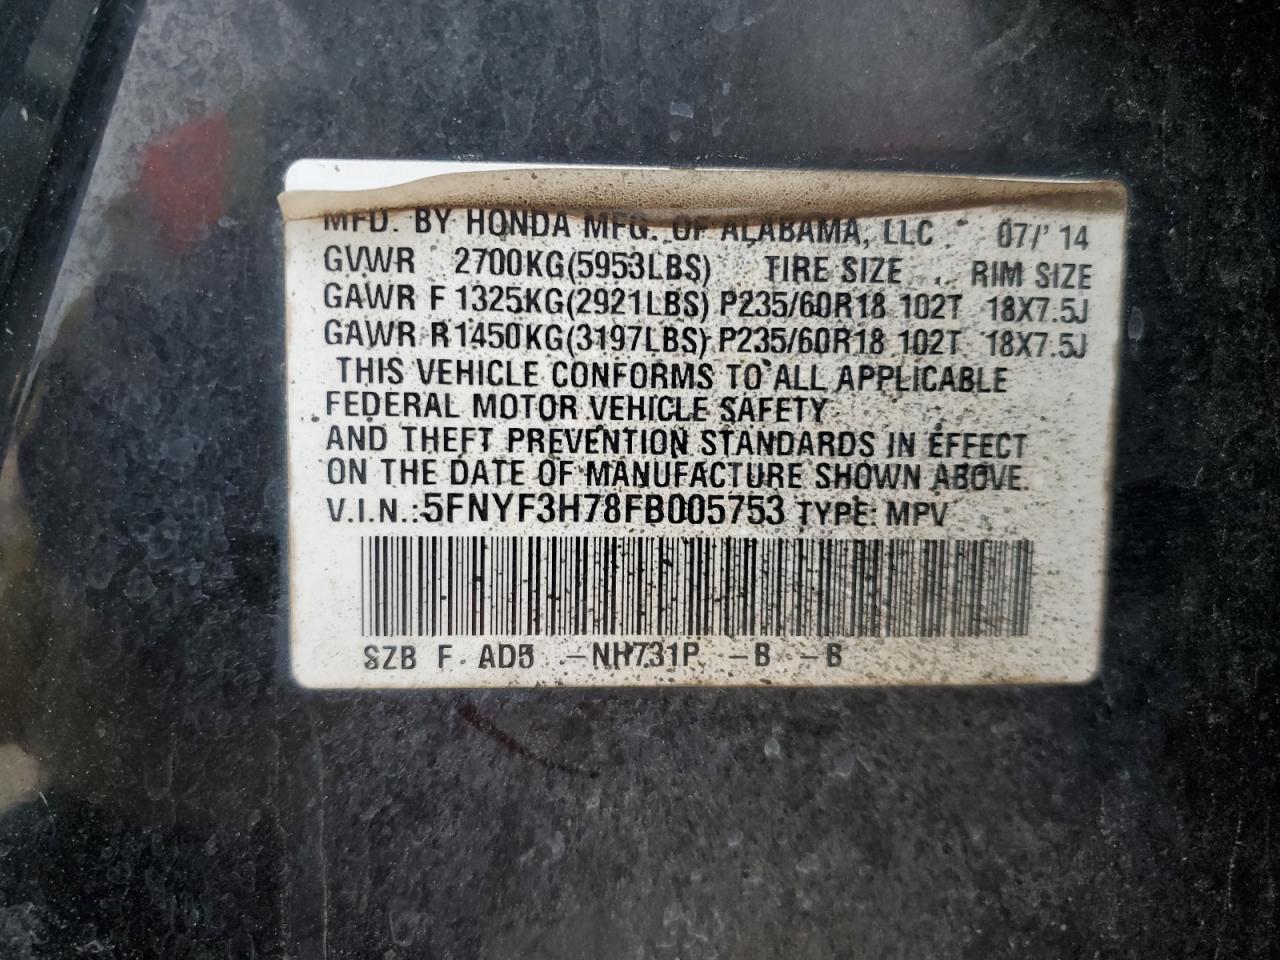 MFD. BY HONDA MFG. OF ALABAMA, LLC 07/'14
GVWR 2700KG(5953LBS) TIRE SIZE RIM SIZE
GAWR F 1325KG(2921LBS) P235/60R18 102T 18X7.5J
GAWR R 1450KG(3197LBS) P235/60R18 102T 18X7.5J
THIS VEHICLE CONFORMS TO ALL APPLICABLE
FEDERAL MOTOR VEHICLE SAFETY
AND THEFT PREVENTION STANDARDS IN EFFECT
ON THE DATE OF MANUFACTURE SHOWN ABOVE.
V.I.N.:5FNYF3H78FB005753 TYPE: MPV
SZB F AD5 -NH731P -B -B